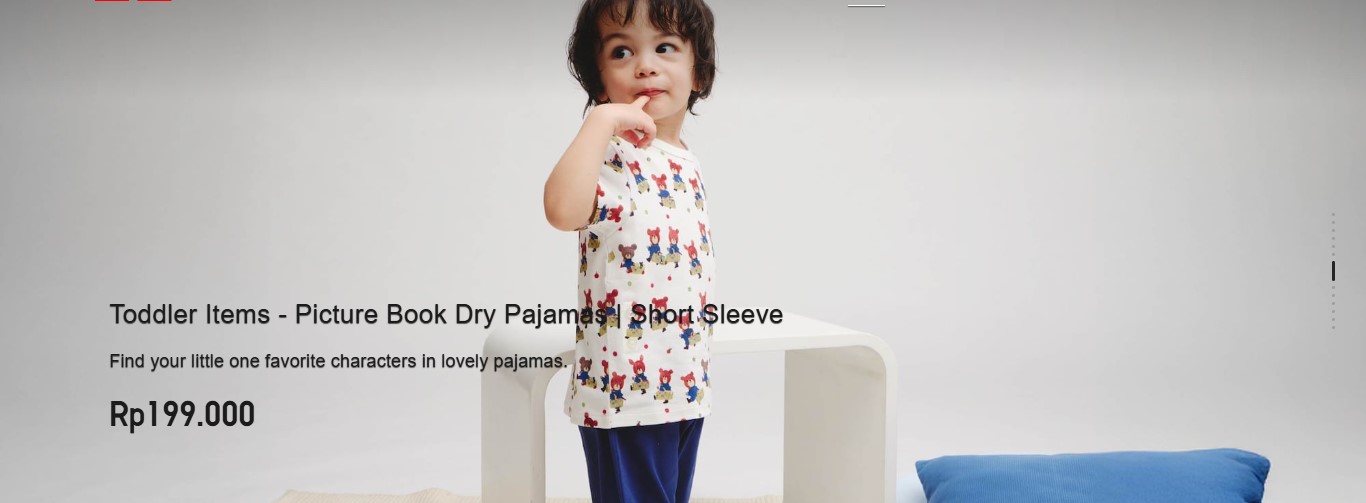 Toddler Items - Picture Book Dry Pajamas | Short Sleeve
Find your little one favorite characters in lovely pajamas.
Rp199.000